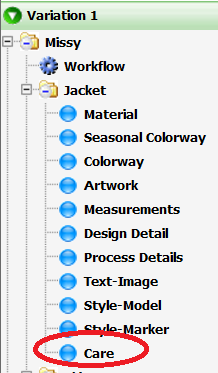 Variation 1
Missy
Workflow
Jacket
Material
Seasonal Colorway
Colorway
Artwork
Measurements
Design Detail
Process Details
Text-Image
Style-Model
Style-Marker
Care